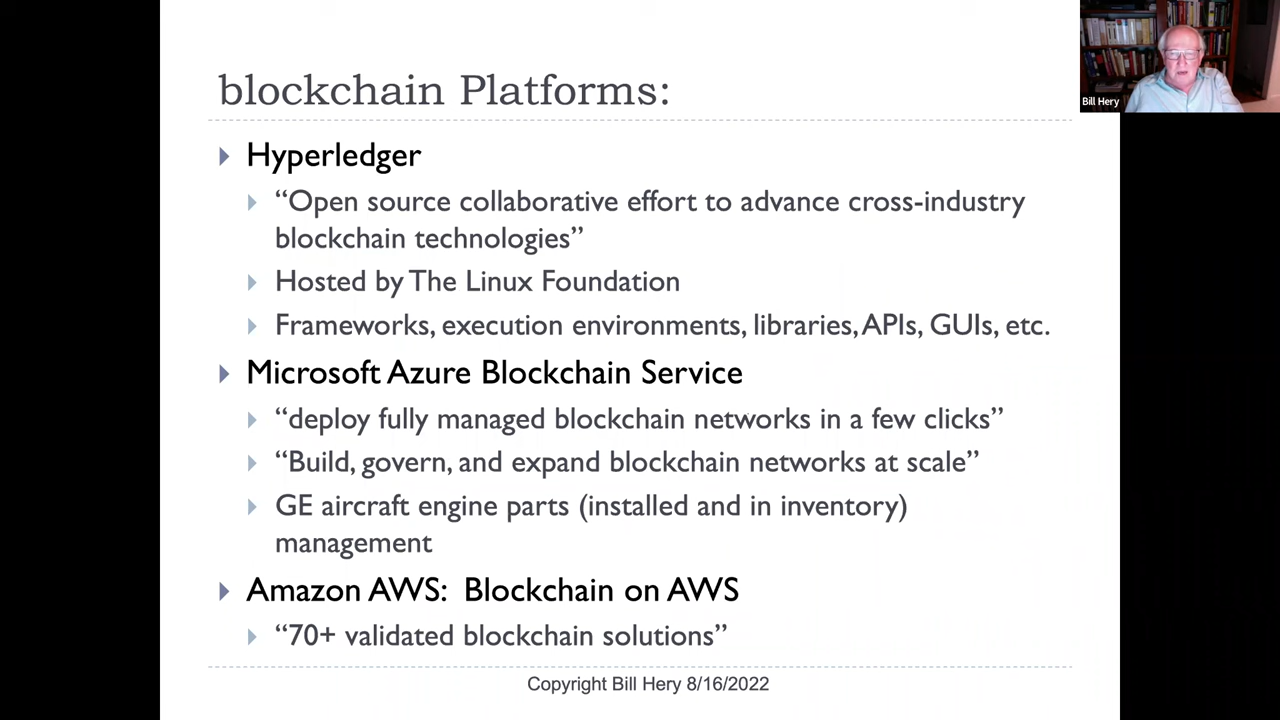 blockchain Platforms:
Hyperledger
“Open source collaborative effort to advance cross-industry
blockchain technologies”
Hosted by The Linux Foundation
Frameworks, execution environments, libraries, APIs, GUIs, etc.
Microsoft Azure Blockchain Service
“deploy fully managed blockchain networks in a few clicks”
“Build, govern, and expand blockchain networks at scale”
GE aircraft engine parts (installed and in inventory)
management
Amazon AWS:  Blockchain on AWS
“70+ validated blockchain solutions”
Copyright Bill Hery 8/16/2022
Bill Hery